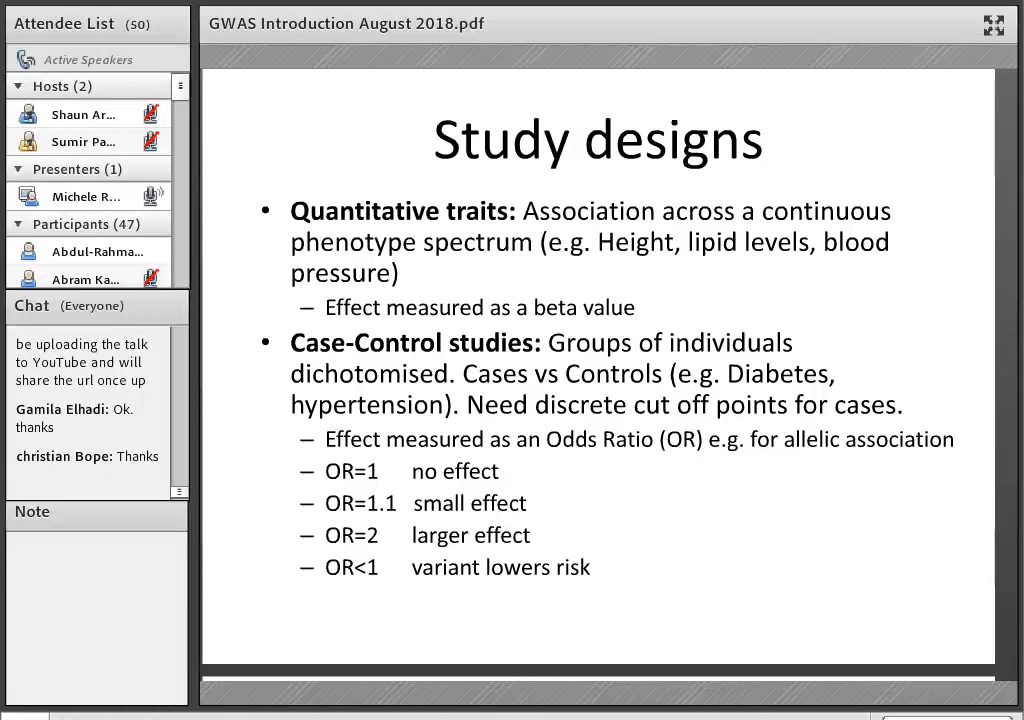 Attendee List (50)
Active Speakers
Hosts (2)
Shaun Ar...
Sumir Pa...
Presenters (1)
Michele R...
Participants (47)
Abdul-Rahma...
Abram Ka...
Chat (Everyone)
be uploading the talk
to YouTube and will
share the url once up
Gamila Elhadi: Ok.
thanks
christian Bope: Thanks
Note
GWAS Introduction August 2018.pdf
Study designs
• Quantitative traits: Association across a continuous
phenotype spectrum (e.g. Height, lipid levels, blood
pressure)
– Effect measured as a beta value
• Case-Control studies: Groups of individuals
dichotomised. Cases vs Controls (e.g. Diabetes,
hypertension). Need discrete cut off points for cases.
– Effect measured as an Odds Ratio (OR) e.g. for allelic association
– OR=1 no effect
– OR=1.1 small effect
– OR=2 larger effect
– OR<1 variant lowers risk